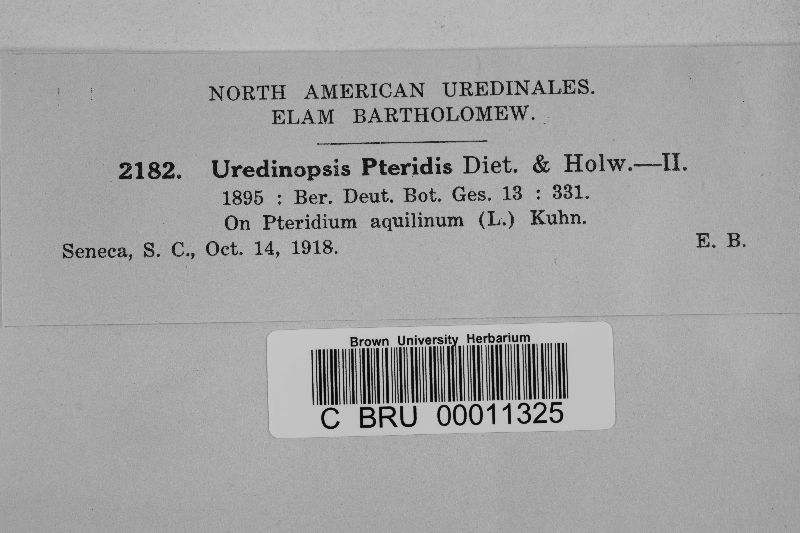 NORTH AMERICAN UREDINALES.
ELAM BARTHOLOMEW.
2182. Uredinopsis Pteridis Diet. & Holw.—II.
1895 : Ber. Deut. Bot. Ges. 13 : 331.
On Pteridium aquilinum (L.) Kuhn.
Seneca, S. C., Oct. 14, 1918. E. B.
Brown University Herbarium
C BRU 00011325